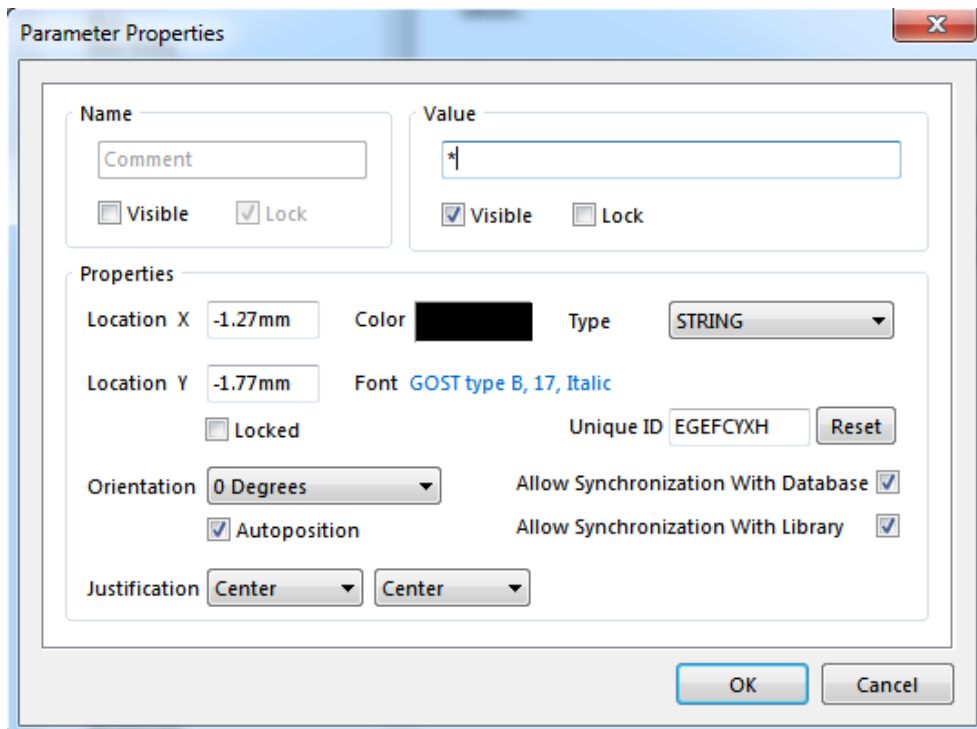 Parameter Properties
Name
Value
Comment
*
Visible
Lock
Visible
Lock
Properties
Location X -1.27mm
Color
Type STRING
Location Y -1.77mm
Font GOST type B, 17, Italic
Locked
Unique ID EGEFCYXH Reset
Orientation 0 Degrees
Allow Synchronization With Database
Autoposition
Allow Synchronization With Library
Justification Center Center
OK
Cancel